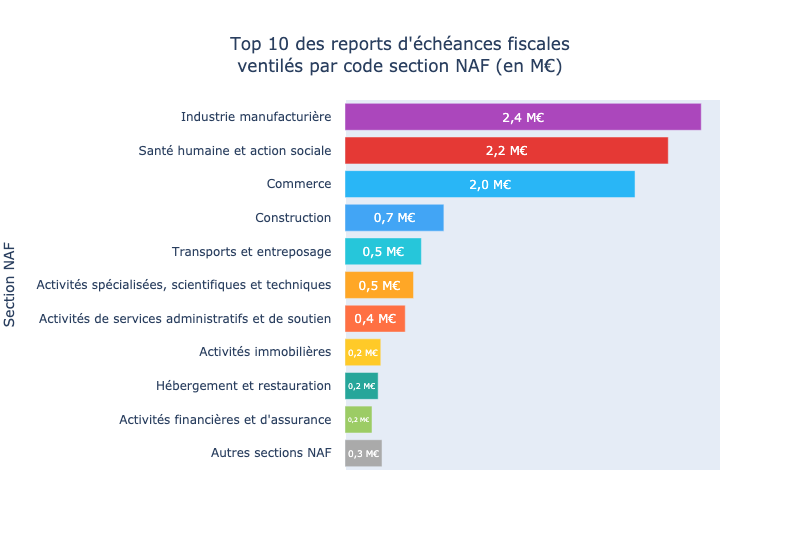 Top 10 des reports d'échéances fiscales
ventilés par code section NAF (en M€)
Section NAF
Industrie manufacturière 2,4 M€
Santé humaine et action sociale 2,2 M€
Commerce 2,0 M€
Construction 0,7 M€
Transports et entreposage 0,5 M€
Activités spécialisées, scientifiques et techniques 0,5 M€
Activités de services administratifs et de soutien 0,4 M€
Activités immobilières 0,2 M€
Hébergement et restauration 0,2 M€
Activités financières et d'assurance 0,2 M€
Autres sections NAF 0,3 M€